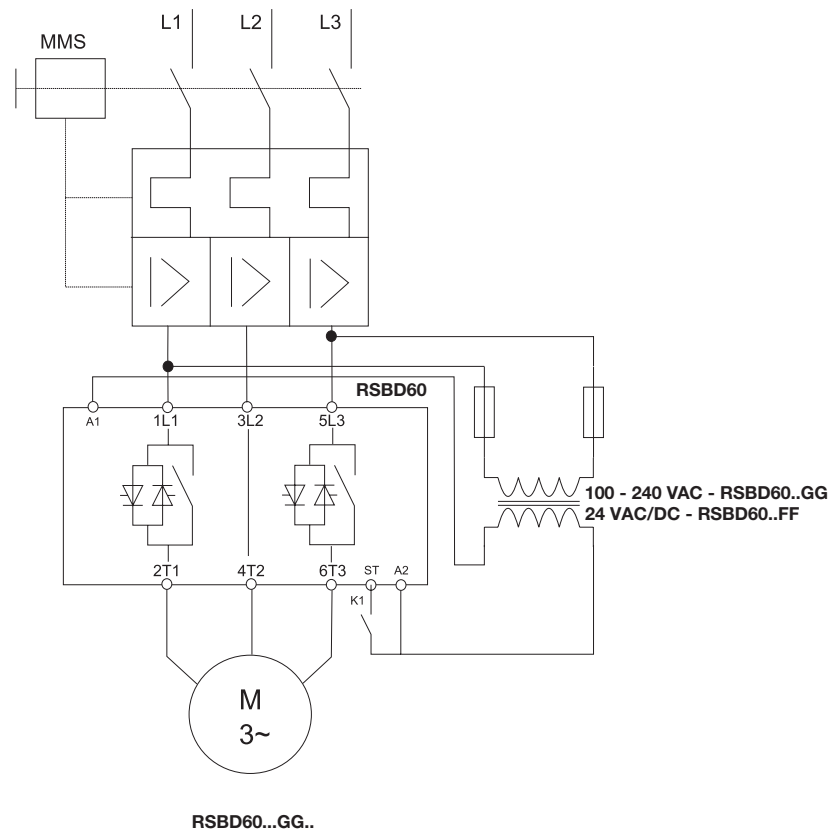 L1 L2 L3
MMS
RSBD60
A1 1L1 3L2 5L3
100 - 240 VAC - RSBD60..GG
24 VAC/DC - RSBD60..FF
2T1 4T2 6T3 ST A2
K1
M
3~
RSBD60...GG..